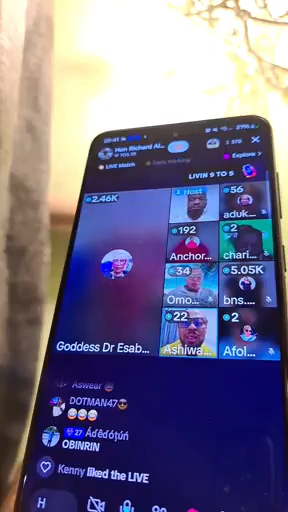 Hon Richard Al...
LIVE Match
Explore >
LIVIN 9 TO 5
2.46K
Host
56
aduk...
192
Anchor...
2
chari...
34
Omo...
5.05K
bns....
22
Ashiwa...
2
Afol...
Goddess Dr Esab...
Aswear
DOTMAN47😎
27 Áďêďóţúń
OBINRIN
Kenny liked the LIVE
H